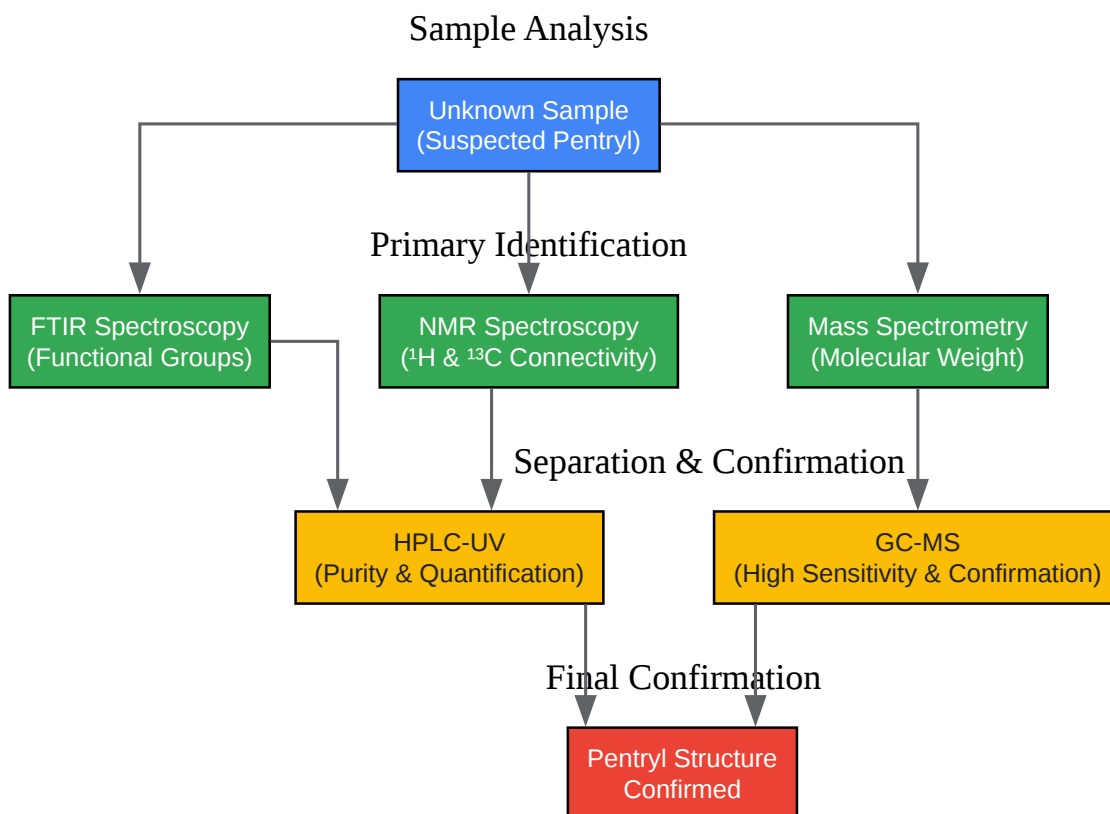 Sample Analysis
Unknown Sample
(Suspected Pentryl)
Primary Identification
FTIR Spectroscopy
(Functional Groups)
NMR Spectroscopy
(¹H & ¹³C Connectivity)
Mass Spectrometry
(Molecular Weight)
Separation & Confirmation
HPLC-UV
(Purity & Quantification)
GC-MS
(High Sensitivity & Confirmation)
Final Confirmation
Pentryl Structure
Confirmed